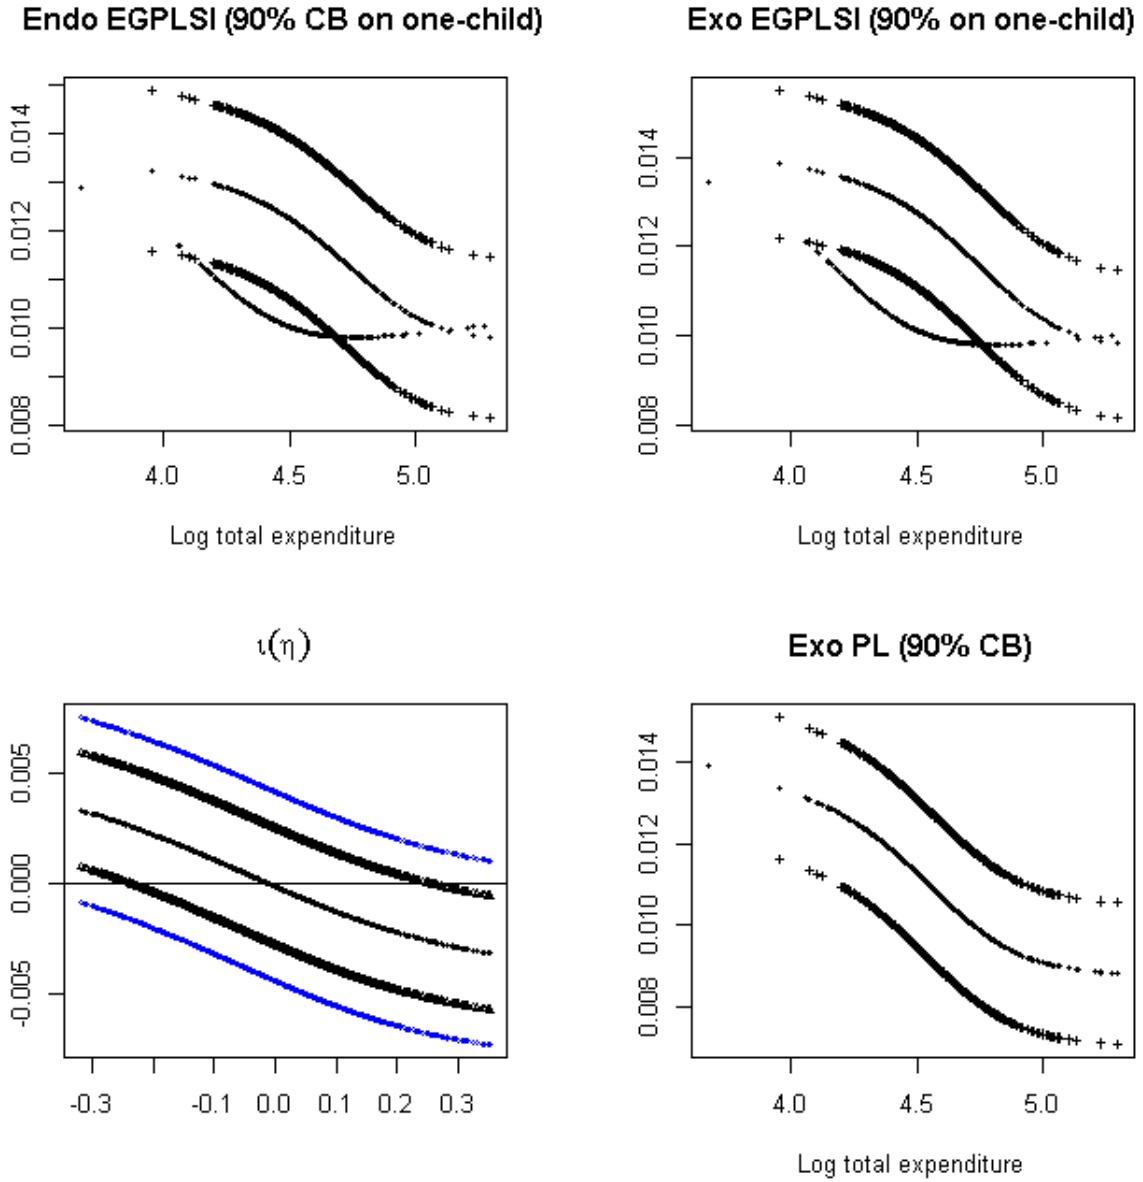 Endo EGPLSI (90% CB on one-child)
0.014
0.012
0.010
0.008
4.0 4.5 5.0
Log total expenditure
Exo EGPLSI (90% on one-child)
0.014
0.012
0.010
0.008
4.0 4.5 5.0
Log total expenditure
ι(η)
0.005
0.000
-0.005
-0.3 -0.1 0.0 0.1 0.2 0.3
Exo PL (90% CB)
0.014
0.012
0.010
0.008
4.0 4.5 5.0
Log total expenditure